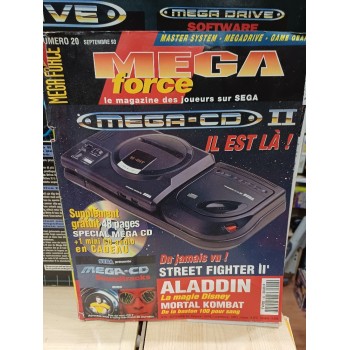 DRIVE
MEGA DRIVE
SOFTWARE
MASTER SYSTEM - MEGADRIVE - GAME GEAR
NUMERO 20
SEPTEMBRE 93
MEGA FORCE
MEGA
force
le magazine des joueurs sur SEGA
MEGA-CD II
IL EST LÀ !
Supplément
gratuit 48 pages
SPECIAL MEGA CD
+1 mini CD audio
en CADEAU
SEGA
MEGA-CD
Du jamais vu !
STREET FIGHTER II'
ALADDIN
La magie Disney
MORTAL KOMBAT
De la baston 100 pour sang